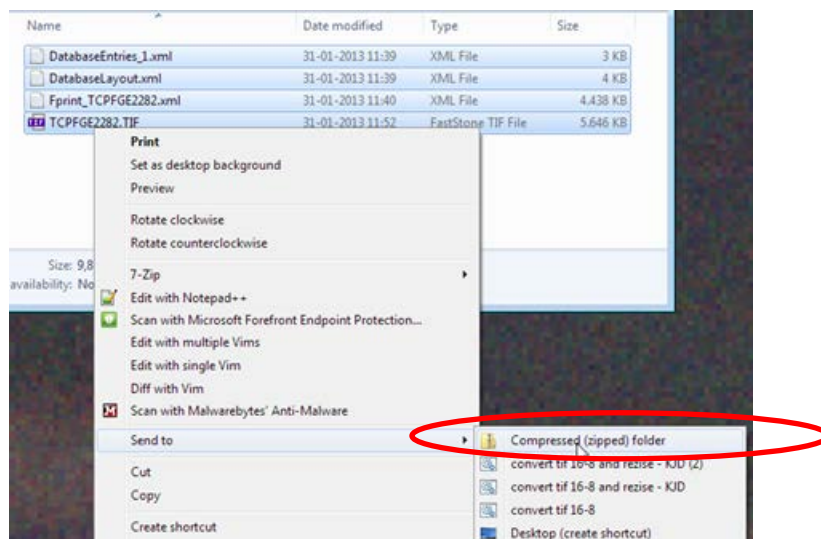 Name Date modified Type Size
DatabaseEntries_1.xml 31-01-2013 11:39 XML File 3 KB
DatabaseLayout.xml 31-01-2013 11:39 XML File 4 KB
Fprint_TCPFGE2282.xml 31-01-2013 11:40 XML File 4.438 KB
TCPFGE2282.TIF 31-01-2013 11:52 FastStone TIF File 5.646 KB
Print
Set as desktop background
Preview
Rotate clockwise
Rotate counterclockwise
Size: 9,8
7-Zip
availability: No
Edit with Notepad++
Scan with Microsoft Forefront Endpoint Protection...
Edit with multiple Vims
Edit with single Vim
Diff with Vim
Scan with Malwarebytes' Anti-Malware
Send to Compressed (zipped) folder
convert tif 16-8 and rezise - KJD (2)
Cut
convert tif 16-8 and rezise - KJD
Copy
convert tif 16-8
Create shortcut
Desktop (create shortcut)